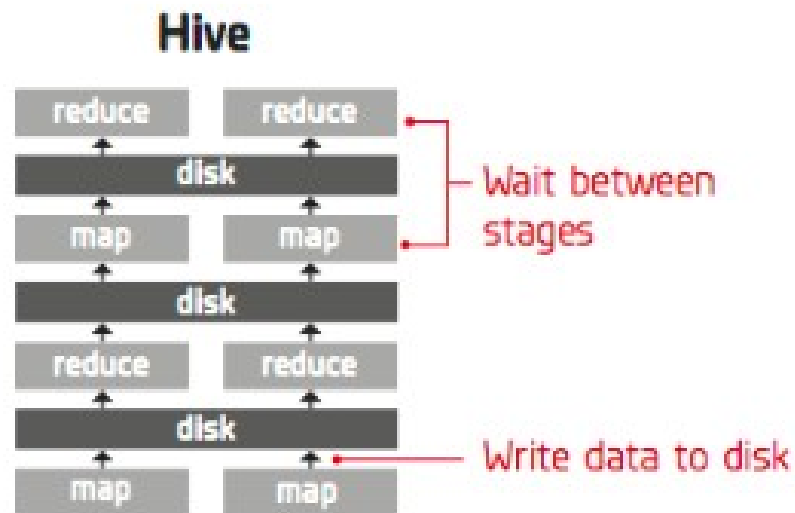 Hive
reduce reduce
disk
map map
disk
reduce reduce
disk
map map
Wait between
stages
Write data to disk